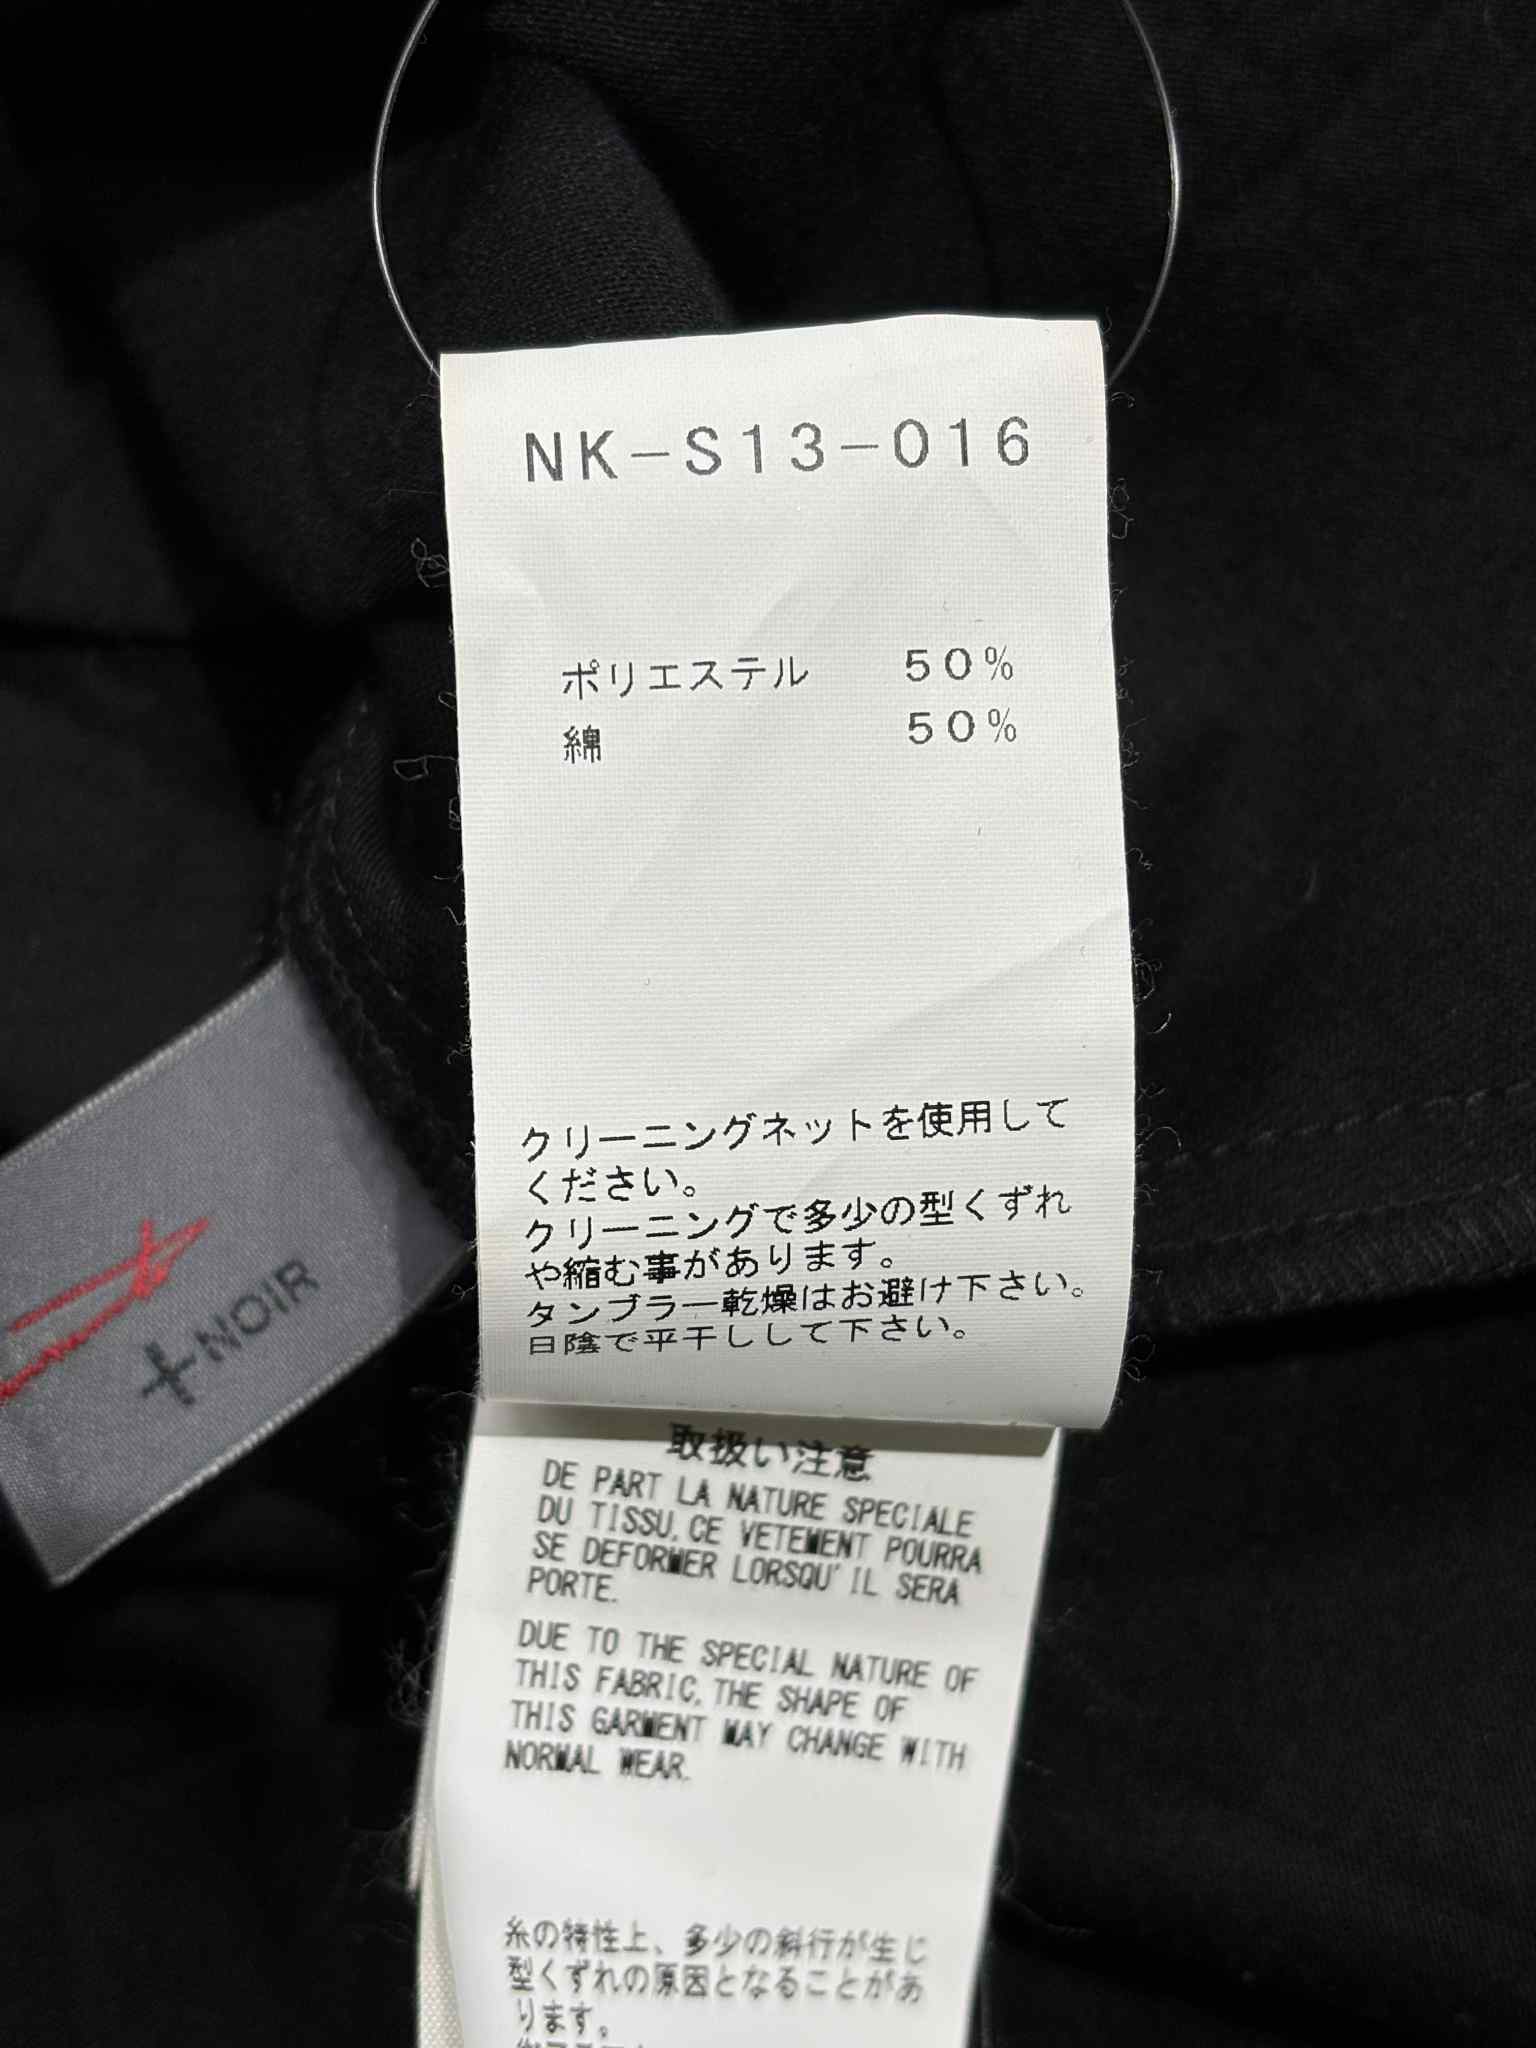 NK-S13-016
ポリエステル 50%
綿 50%
クリーニングネットを使用して
ください。
クリーニングで多少の型くずれ
や縮む事があります。
タンブラー乾燥はお避け下さい。
日陰で平干しして下さい。
+NOIR
取扱い注意
DE PART LA NATURE SPECIALE
DU TISSU,CE VETEMENT POURRA
SE DEFORMER LORSQU'IL SERA
PORTE.
DUE TO THE SPECIAL NATURE OF
THIS FABRIC,THE SHAPE OF
THIS GARMENT MAY CHANGE WITH
NORMAL WEAR.
糸の特性上、多少の斜行が生じ
型くずれの原因となることがあ
ります。